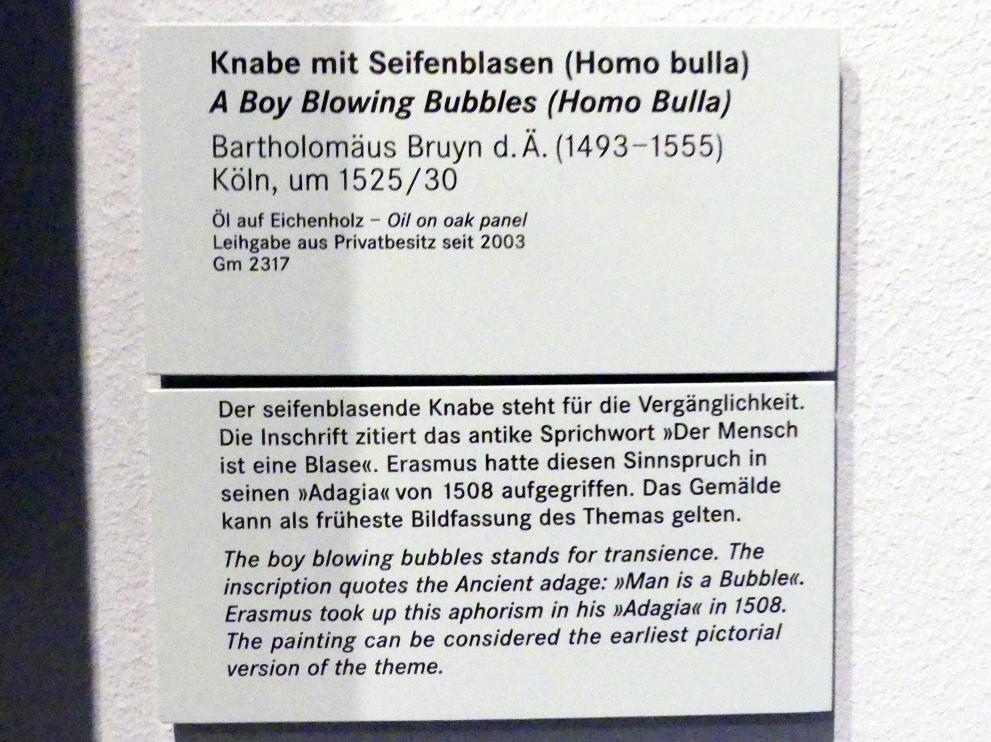 Knabe mit Seifenblasen (Homo bulla)
A Boy Blowing Bubbles (Homo Bulla)
Bartholomäus Bruyn d. Ä. (1493–1555)
Köln, um 1525/30
Öl auf Eichenholz – Oil on oak panel
Leihgabe aus Privatbesitz seit 2003
Gm 2317
Der seifenblasende Knabe steht für die Vergänglichkeit.
Die Inschrift zitiert das antike Sprichwort »Der Mensch
ist eine Blase«. Erasmus hatte diesen Sinnspruch in
seinen »Adagia« von 1508 aufgegriffen. Das Gemälde
kann als früheste Bildfassung des Themas gelten.
The boy blowing bubbles stands for transience. The
inscription quotes the Ancient adage: »Man is a Bubble«.
Erasmus took up this aphorism in his »Adagia« in 1508.
The painting can be considered the earliest pictorial
version of the theme.